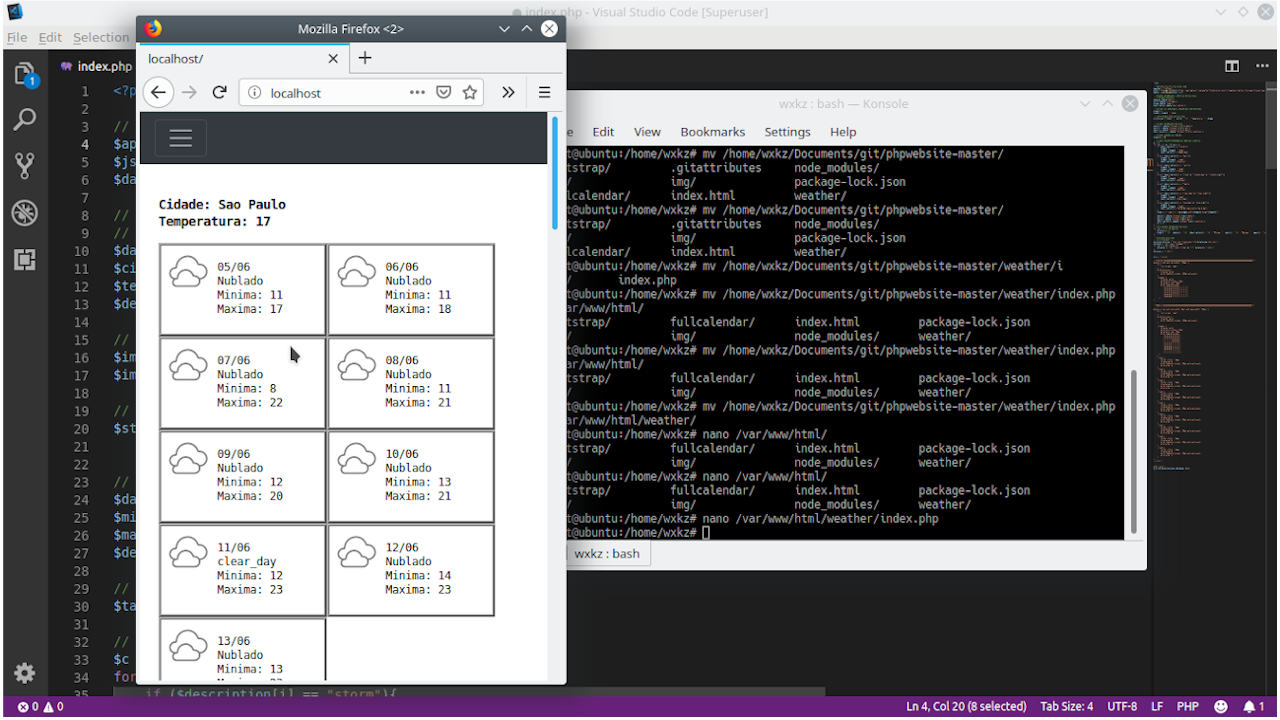 index.php - Visual Studio Code [Superuser]
File Edit Selection
index.php
Mozilla Firefox <2>
localhost/
localhost
Cidade: Sao Paulo
Temperatura: 17
05/06
Nublado
Minima: 11
Maxima: 17
06/06
Nublado
Minima: 11
Maxima: 18
07/06
Nublado
Minima: 8
Maxima: 22
08/06
Nublado
Minima: 11
Maxima: 21
09/06
Nublado
Minima: 12
Maxima: 20
10/06
Nublado
Minima: 13
Maxima: 21
11/06
clear_day
Minima: 12
Maxima: 23
12/06
Nublado
Minima: 14
Maxima: 23
13/06
Nublado
Minima: 13
1 <?p
2
3 //
4 $ap
5 $js
6 $da
7
8 //
9 //
10 $da
11 $ci
12 $te
13 $de
14
15 //
16 $im
17 $im
18
19 //
20 $st
21
22
23 //
24 $da
25 $mi
26 $ma
27 $de
28
29 //
30 $ta
31
32 //
33 $c
34 for
35 if ($description[i] == "storm"){
wxkz : bash — Konsole
e Edit View Bookmarks Settings Help
t@ubuntu:/home/wxkz# mv /home/wxkz/Documents/git/phpwebsite-master/
tstrap/ .gitattributes node_modules/
/ img/ package-lock.json
lcalendar/ index.html weather/
t@ubuntu:/home/wxkz# mv /home/wxkz/Documents/git/phpwebsite-master/
tstrap/ .gitattributes node_modules/
/ img/ package-lock.json
lcalendar/ index.html weather/
t@ubuntu:/home/wxkz# mv /home/wxkz/Documents/git/phpwebsite-master/weather/i
/ index.php
t@ubuntu:/home/wxkz# mv /home/wxkz/Documents/git/phpwebsite-master/weather/index.php
ar/www/html/
tstrap/ fullcalendar/ index.html package-lock.json
/ img/ node_modules/ weather/
t@ubuntu:/home/wxkz# mv /home/wxkz/Documents/git/phpwebsite-master/weather/index.php
ar/www/html/
tstrap/ fullcalendar/ index.html package-lock.json
/ img/ node_modules/ weather/
t@ubuntu:/home/wxkz# mv /home/wxkz/Documents/git/phpwebsite-master/weather/index.php
ar/www/html/weather/
t@ubuntu:/home/wxkz# nano /var/www/html/
tstrap/ fullcalendar/ index.html package-lock.json
/ img/ node_modules/ weather/
t@ubuntu:/home/wxkz# nano /var/www/html/
tstrap/ fullcalendar/ index.html package-lock.json
/ img/ node_modules/ weather/
t@ubuntu:/home/wxkz# nano /var/www/html/weather/index.php
t@ubuntu:/home/wxkz#
wxkz : bash
0 0 Ln 4, Col 20 (8 selected) Tab Size: 4 UTF-8 LF PHP 1